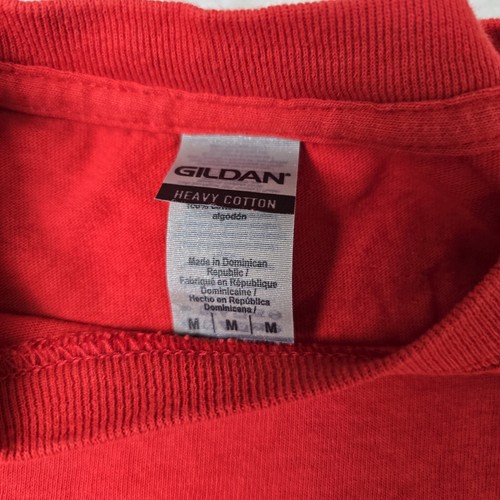 GILDAN®
HEAVY COTTON
algodón
Made in Dominican
Republic /
Fabriqué en République
Dominicaine /
Hecho en República
Dominicana /
M M M